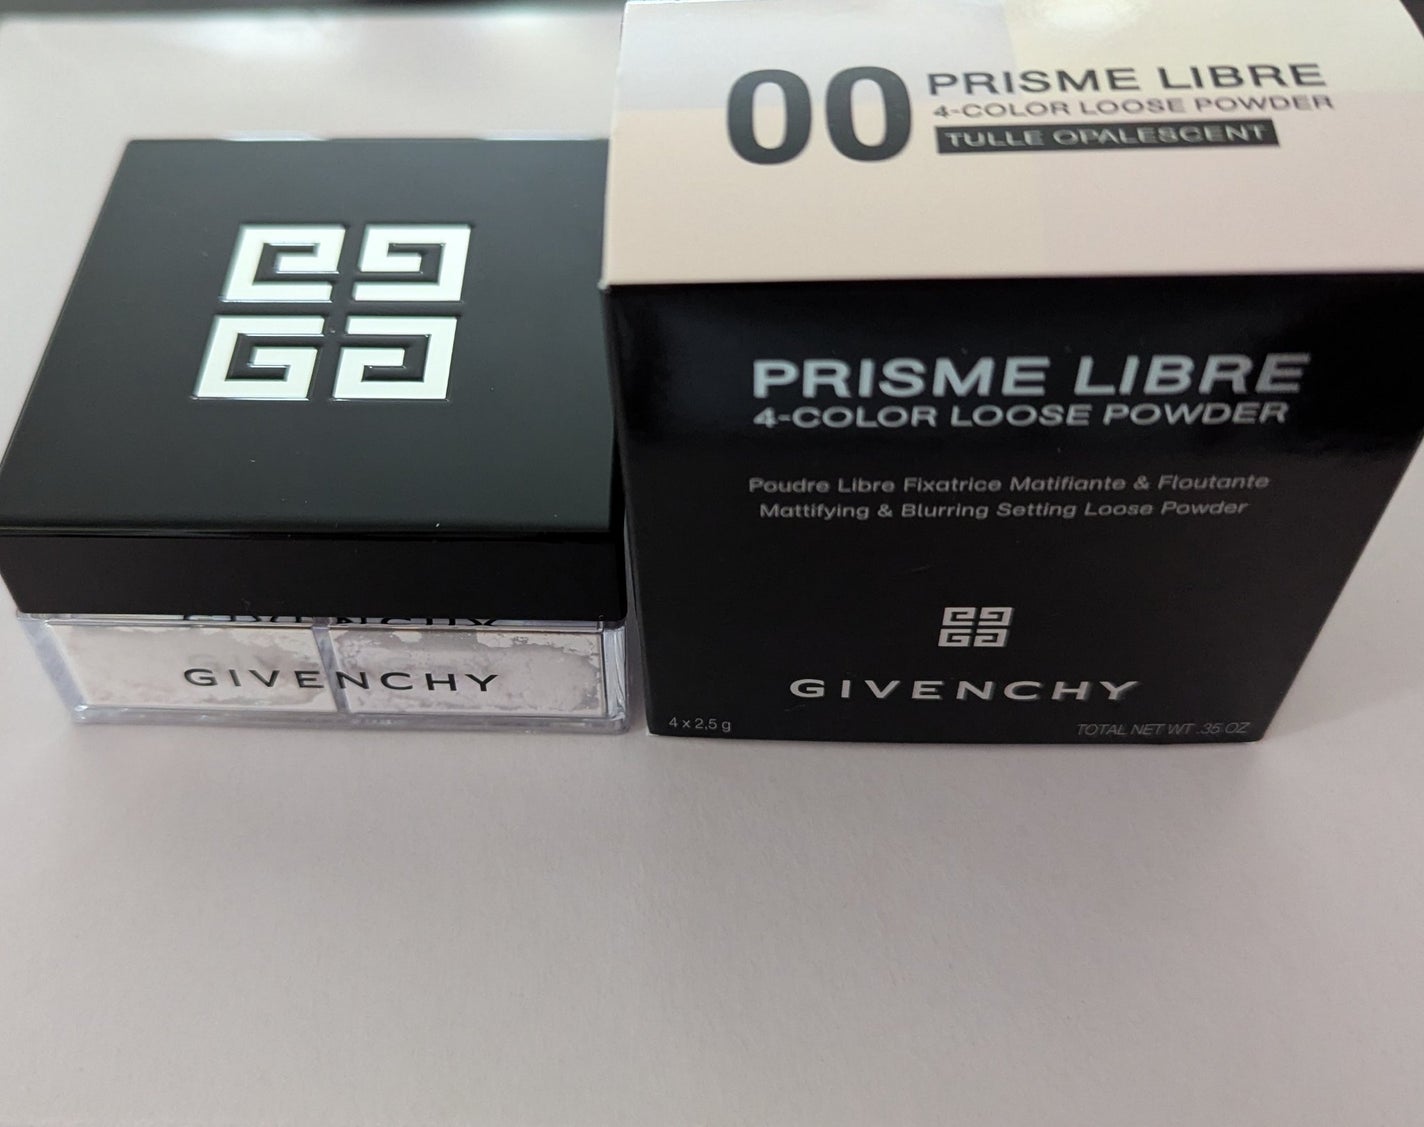 00
PRISME LIBRE
4-COLOR LOOSE POWDER
TULLE OPALESCENT
PRISME LIBRE
4-COLOR LOOSE POWDER
Poudre Libre Fixatrice Matifiante & Floutante
Mattifying & Blurring Setting Loose Powder
GIVENCHY
4 x 2,5 g
TOTAL NET WT .35 OZ
GIVENCHY